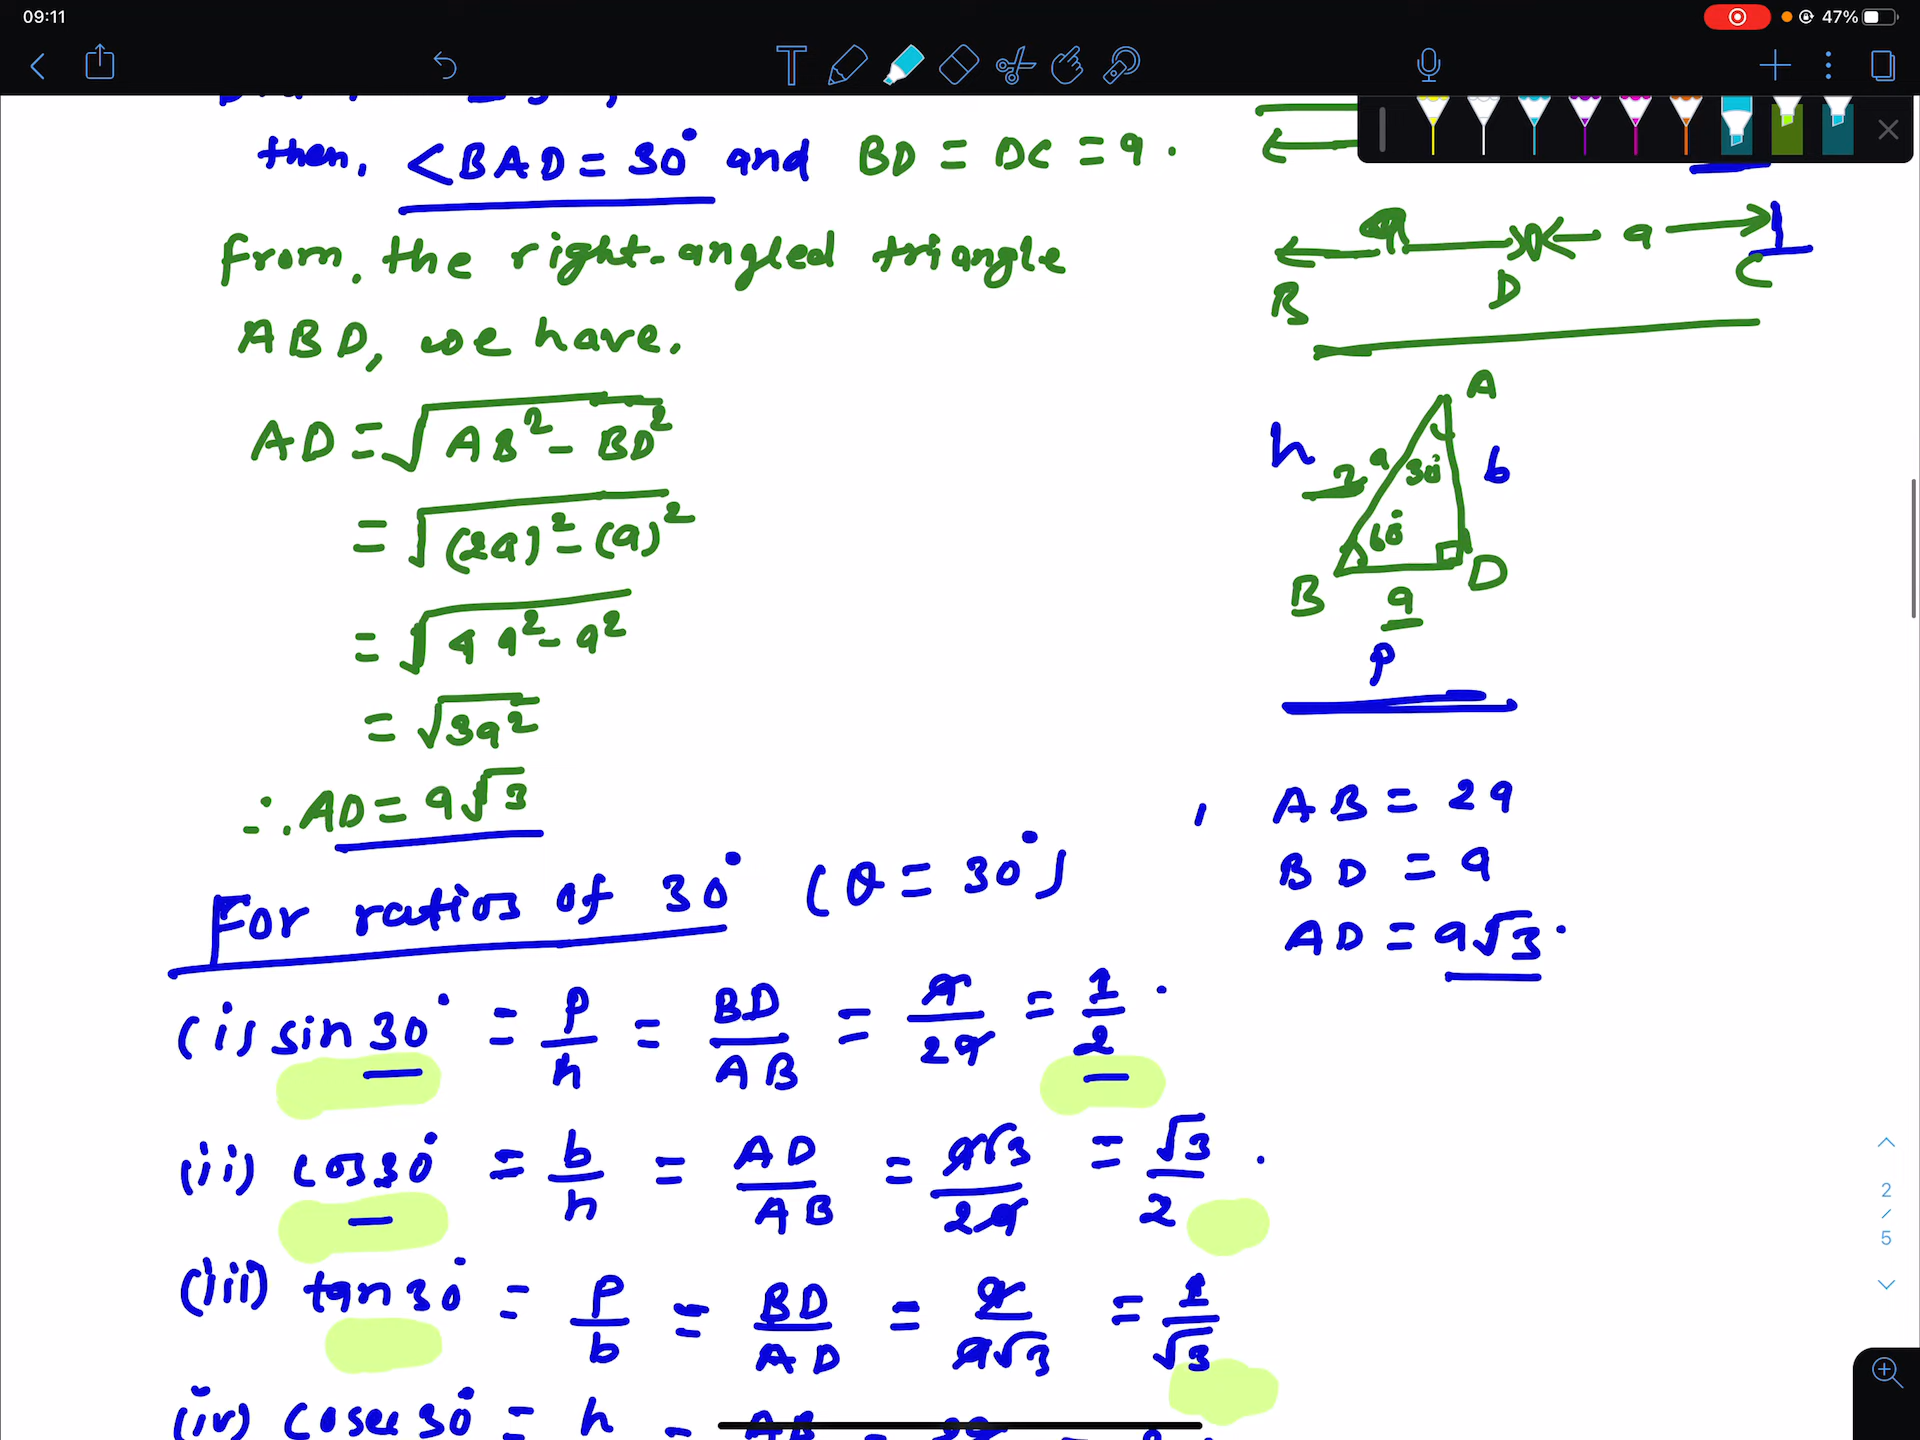 09:11
47%
then, <BAD = 30° and BD = DC = a.
from, the right-angled triangle
ABD, we have.
AD = √(AB² - BD²)
= √((2a)² - (a)²)
= √(4a² - a²)
= √(3a²)
∴ AD = a√3
a a
B D C
A
h 2a 30° b
60°
B a D
p
AB = 2a
BD = a
AD = a√3.
For ratios of 30° (θ = 30°)
(i) sin 30° = p/h = BD/AB = a/2a = 1/2.
(ii) cos 30° = b/h = AD/AB = a√3/2a = √3/2.
(iii) tan 30° = p/b = BD/AD = a/a√3 = 1/√3
(iv) cosec 30° = h
2
5